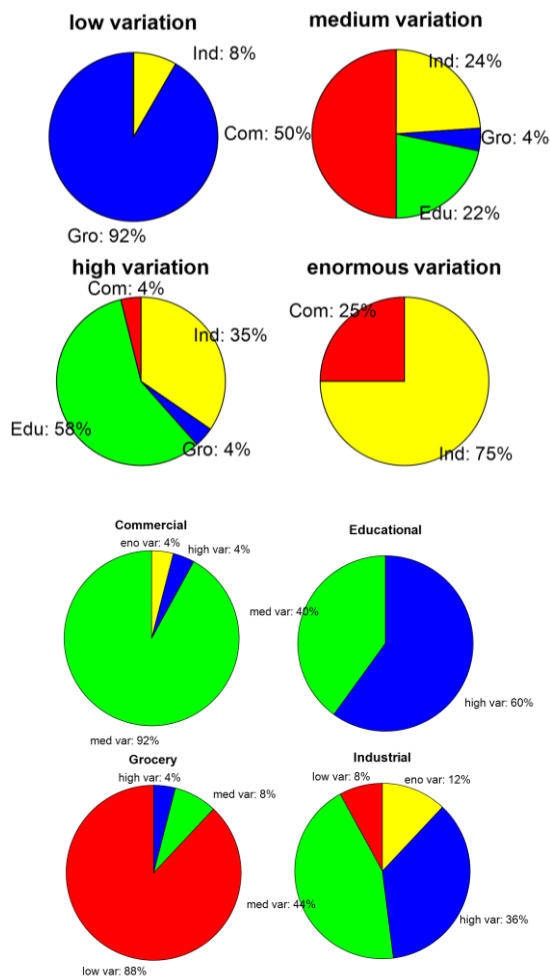 low variation
medium variation
Ind: 8%
Ind: 24%
Com: 50%
Gro: 4%
Edu: 22%
Gro: 92%
high variation
enormous variation
Com: 4%
Com: 25%
Ind: 35%
Edu: 58%
Gro: 4%
Ind: 75%
Commercial
Educational
eno var: 4%
high var: 4%
med var: 40%
high var: 60%
med var: 92%
Grocery
Industrial
high var: 4%
med var: 8%
low var: 8%
eno var: 12%
med var: 44%
high var: 36%
low var: 88%